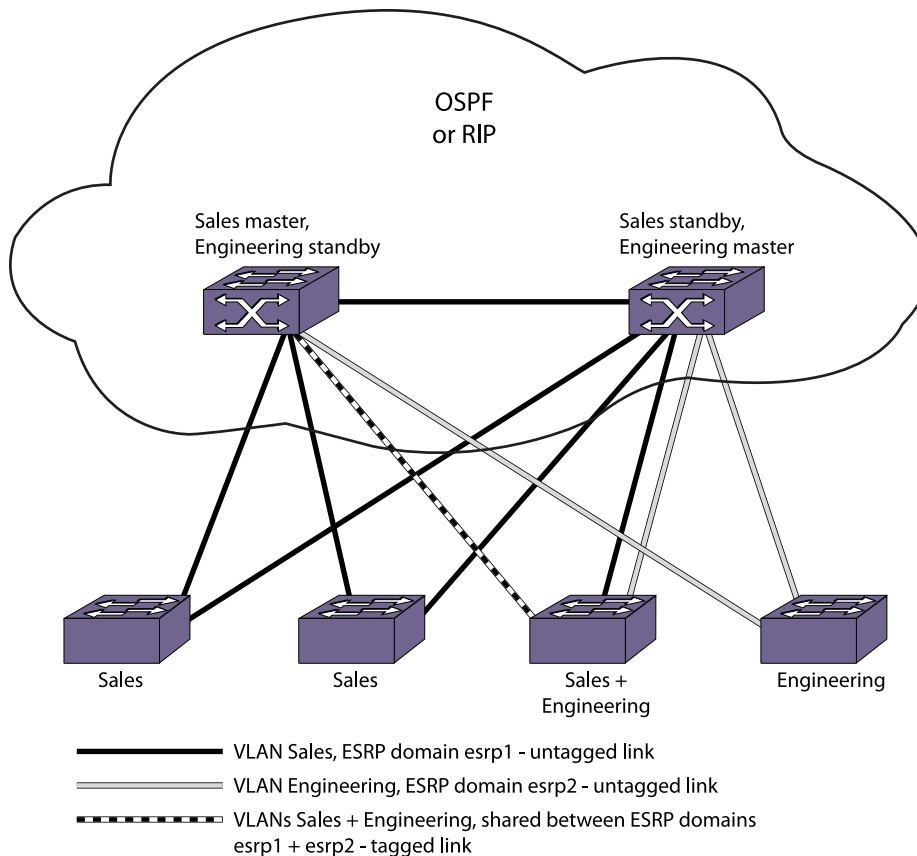 OSPF
or RIP
Sales master,
Engineering standby
Sales standby,
Engineering master
Sales
Sales
Sales +
Engineering
Engineering
VLAN Sales, ESRP domain esrp1 - untagged link
VLAN Engineering, ESRP domain esrp2 - untagged link
VLANs Sales + Engineering, shared between ESRP domains
esrp1 + esrp2 - tagged link